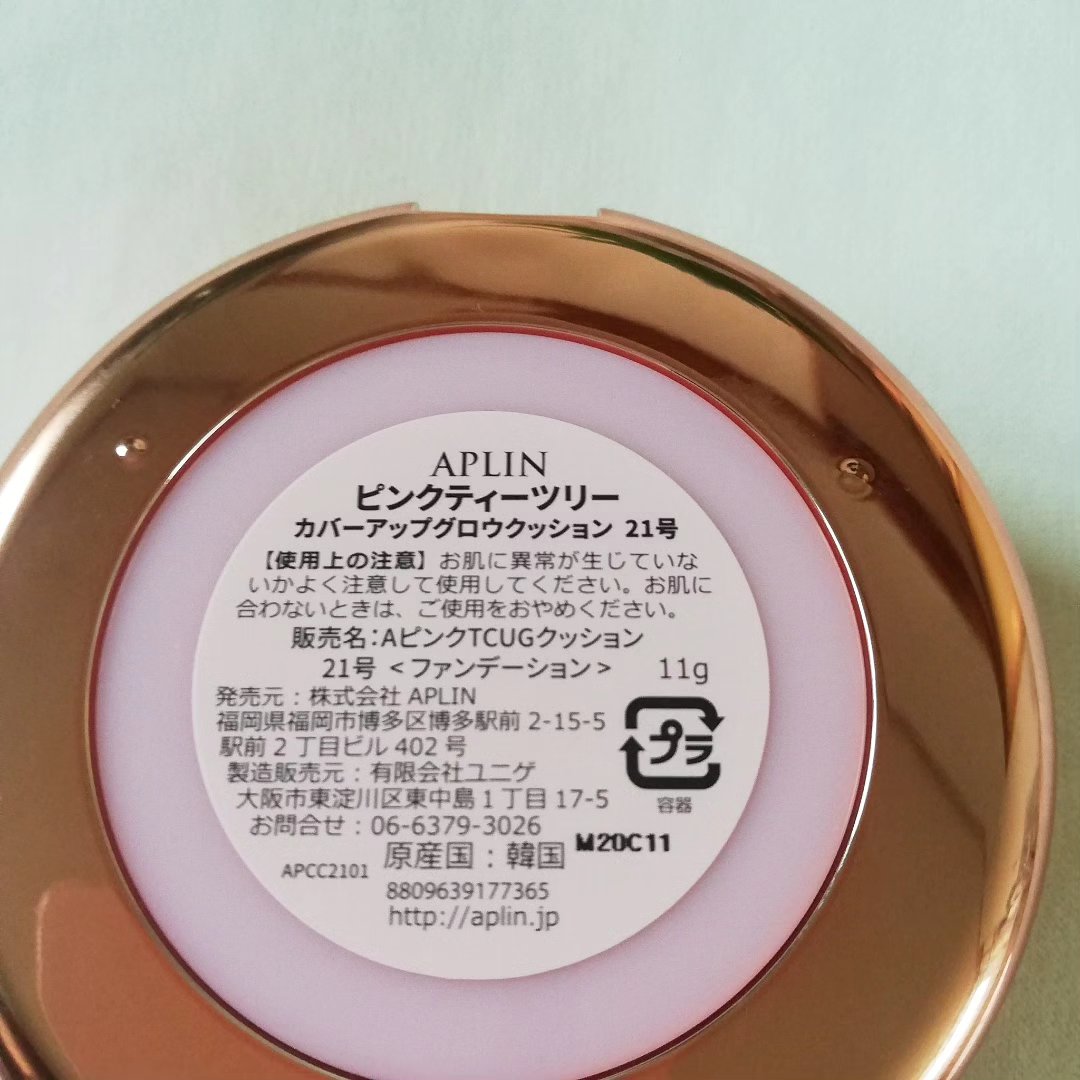 APLIN
ピンクティーツリー
カバーアップグロウクッション 21号
【使用上の注意】お肌に異常が生じていな
いかよく注意して使用してください。お肌に
合わないときは、ご使用をおやめください。
販売名:AピンクTCUGクッション
21号 <ファンデーション> 11g
発売元:株式会社 APLIN
福岡県福岡市博多区博多駅前 2-15-5
駅前2丁目ビル 402 号
製造販売元:有限会社ユニゲ
大阪市東淀川区東中島1丁目 17-5
お問合せ:06-6379-3026
プラ
容器
APCC2101 原産国:韓国 M20C11
8809639177365
http://aplin.jp